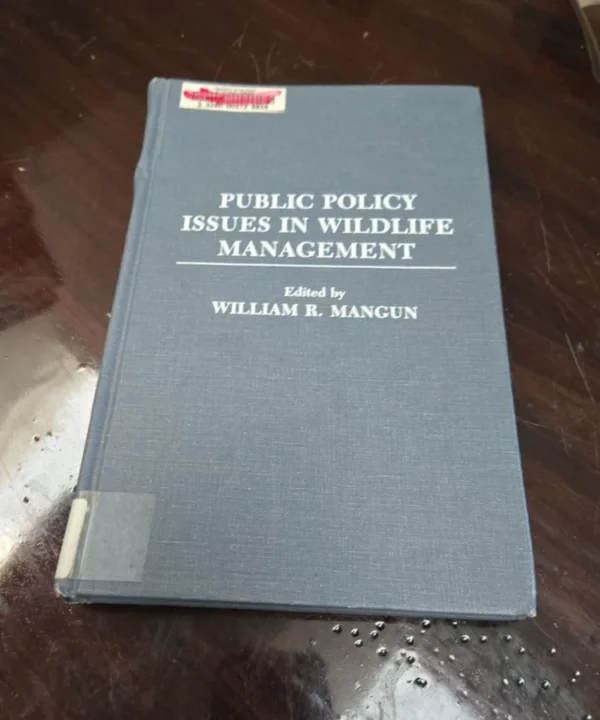 PUBLIC POLICY
ISSUES IN WILDLIFE
MANAGEMENT
Edited by
WILLIAM R. MANGUN